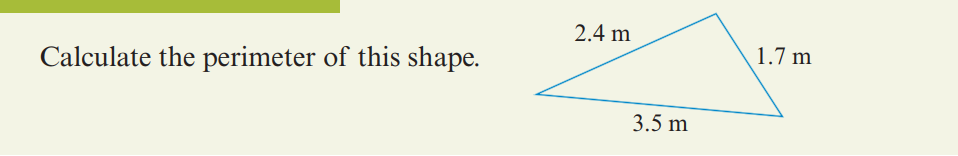 2.4 m
Calculate the perimeter of this shape.
1.7 m
3.5 m